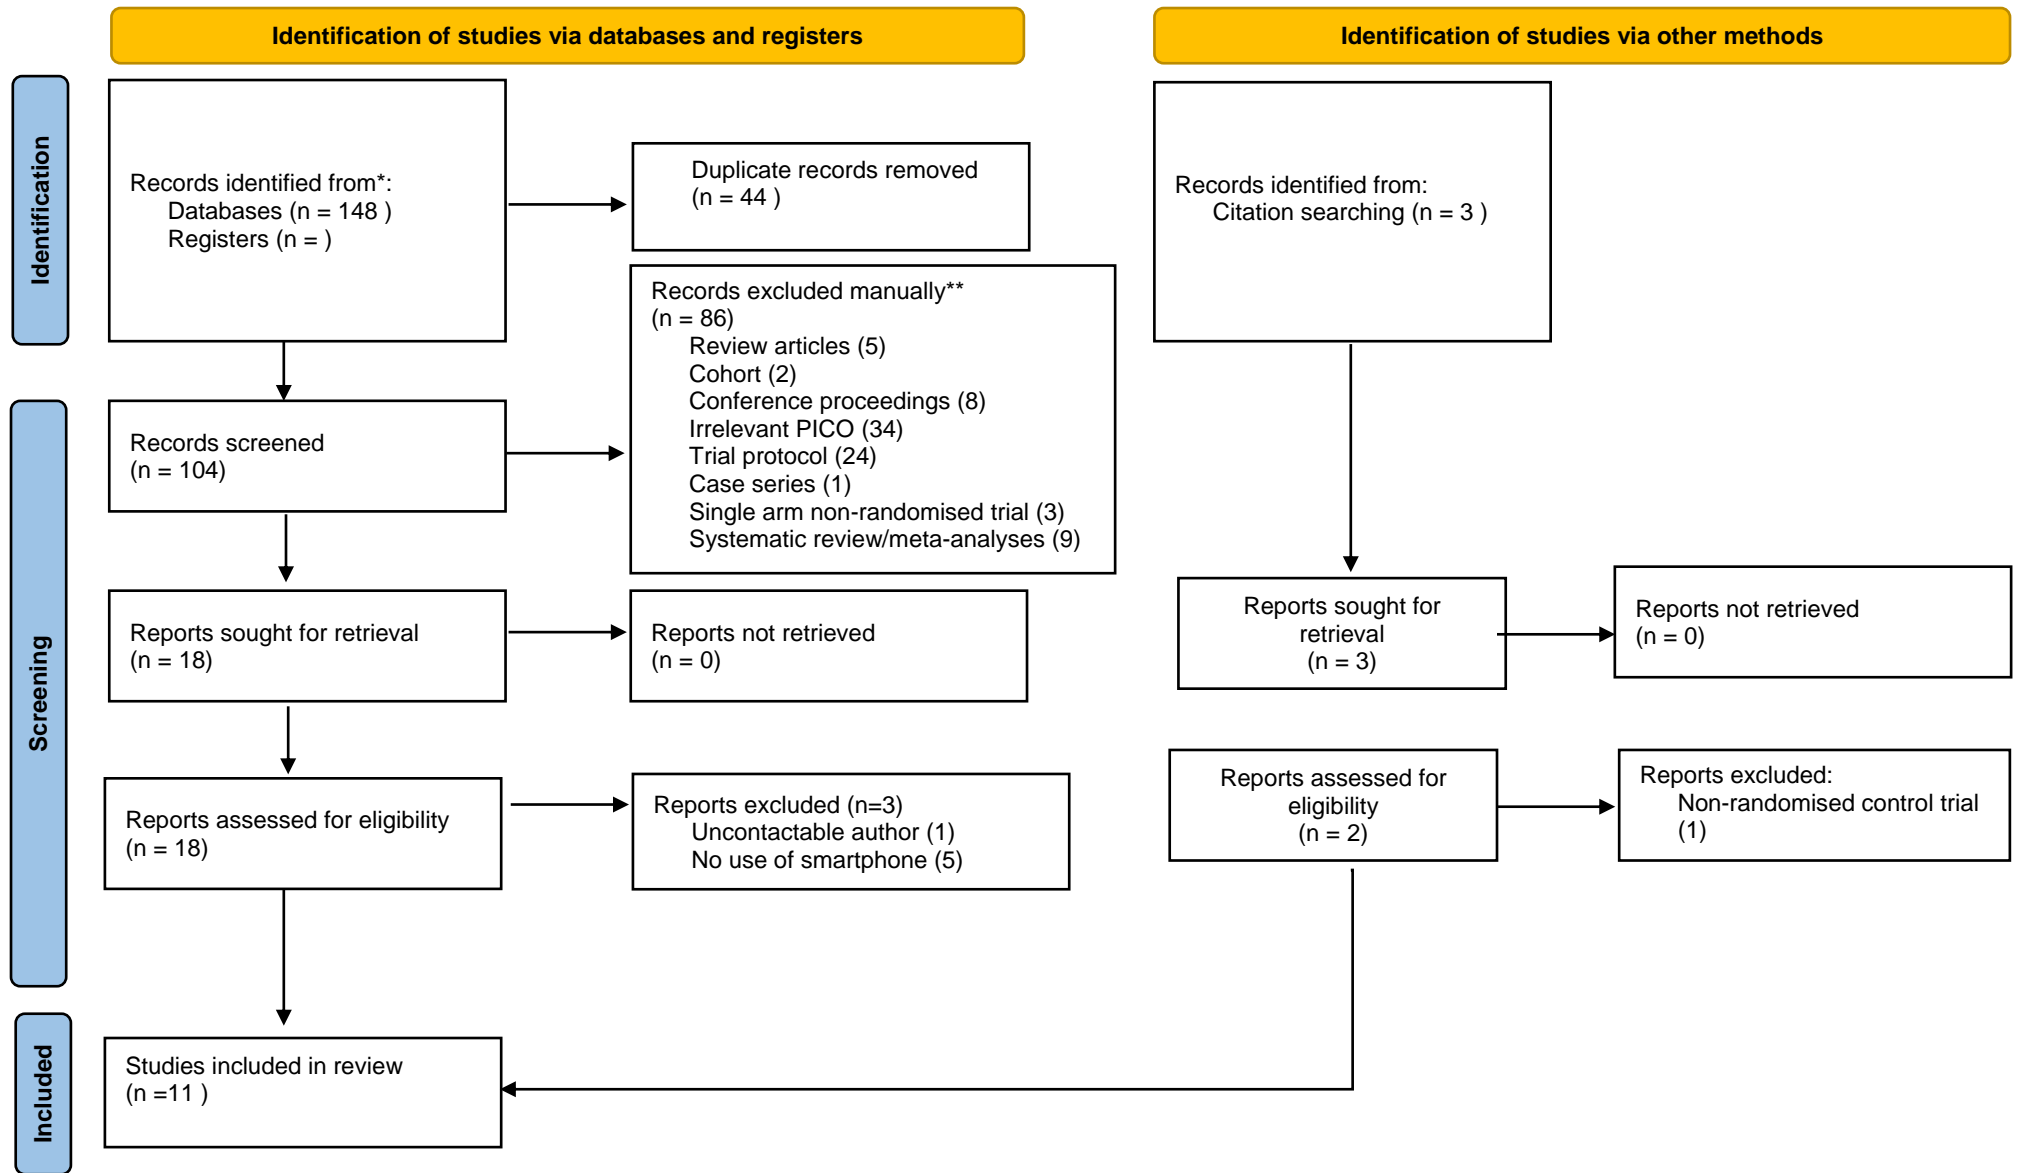 Identification of studies via databases and registers
Identification of studies via other methods
Identification
Records identified from*:
Databases (n = 148 )
Registers (n = )
Duplicate records removed
(n = 44 )
Records identified from:
Citation searching (n = 3 )
Records excluded manually**
(n = 86)
Review articles (5)
Cohort (2)
Conference proceedings (8)
Irrelevant PICO (34)
Trial protocol (24)
Case series (1)
Single arm non-randomised trial (3)
Systematic review/meta-analyses (9)
Screening
Records screened
(n = 104)
Reports sought for retrieval
(n = 18)
Reports not retrieved
(n = 0)
Reports sought for
retrieval
(n = 3)
Reports not retrieved
(n = 0)
Reports assessed for eligibility
(n = 18)
Reports excluded (n=3)
Uncontactable author (1)
No use of smartphone (5)
Reports assessed for
eligibility
(n = 2)
Reports excluded:
Non-randomised control trial
(1)
Included
Studies included in review
(n =11 )